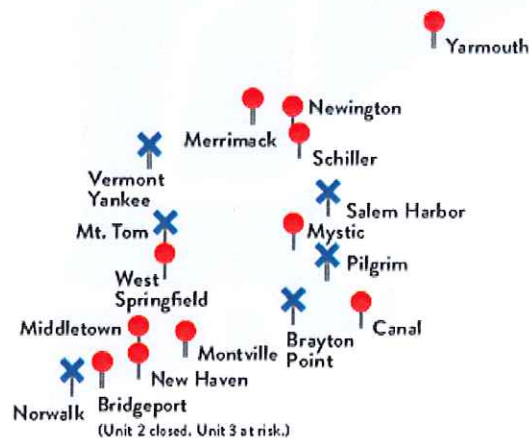 Yarmouth
Newington
Merrimack
Schiller
Vermont
Yankee
Salem Harbor
Mt. Tom
Mystic
Pilgrim
West
Springfield
Middletown
Montville
Brayton
Point
Canal
New Haven
Norwalk
Bridgeport
(Unit 2 closed. Unit 3 at risk.)